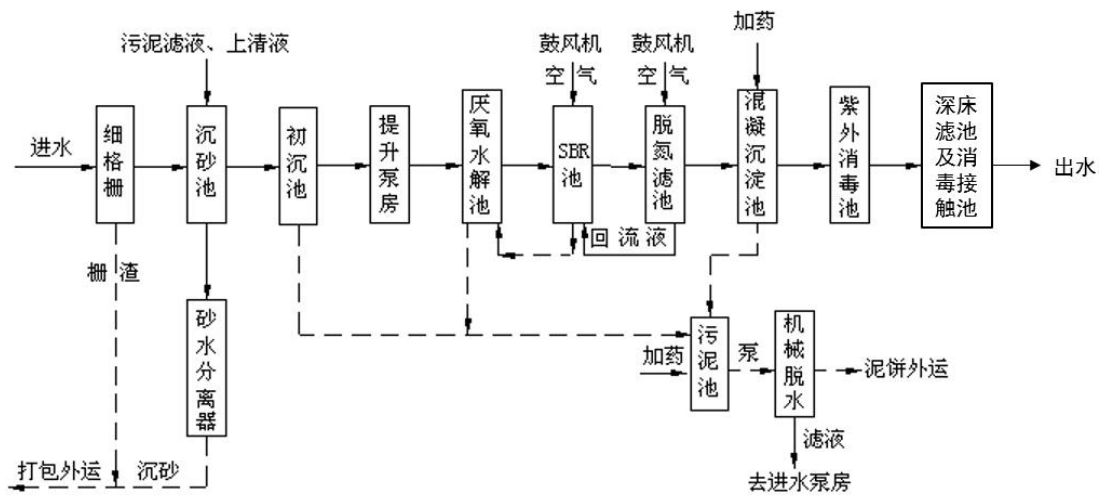 污泥滤液、上清液
鼓风机
空气
鼓风机
空气
加药
进水
细格栅
沉砂池
初沉池
提升泵房
厌氧水解池
SBR池
脱氮滤池
混凝沉淀池
紫外消毒池
深床滤池及消毒接触池
出水
回流液
栅渣
砂水分离器
加药
污泥池
泵
机械脱水
泥饼外运
滤液
去进水泵房
打包外运
沉砂